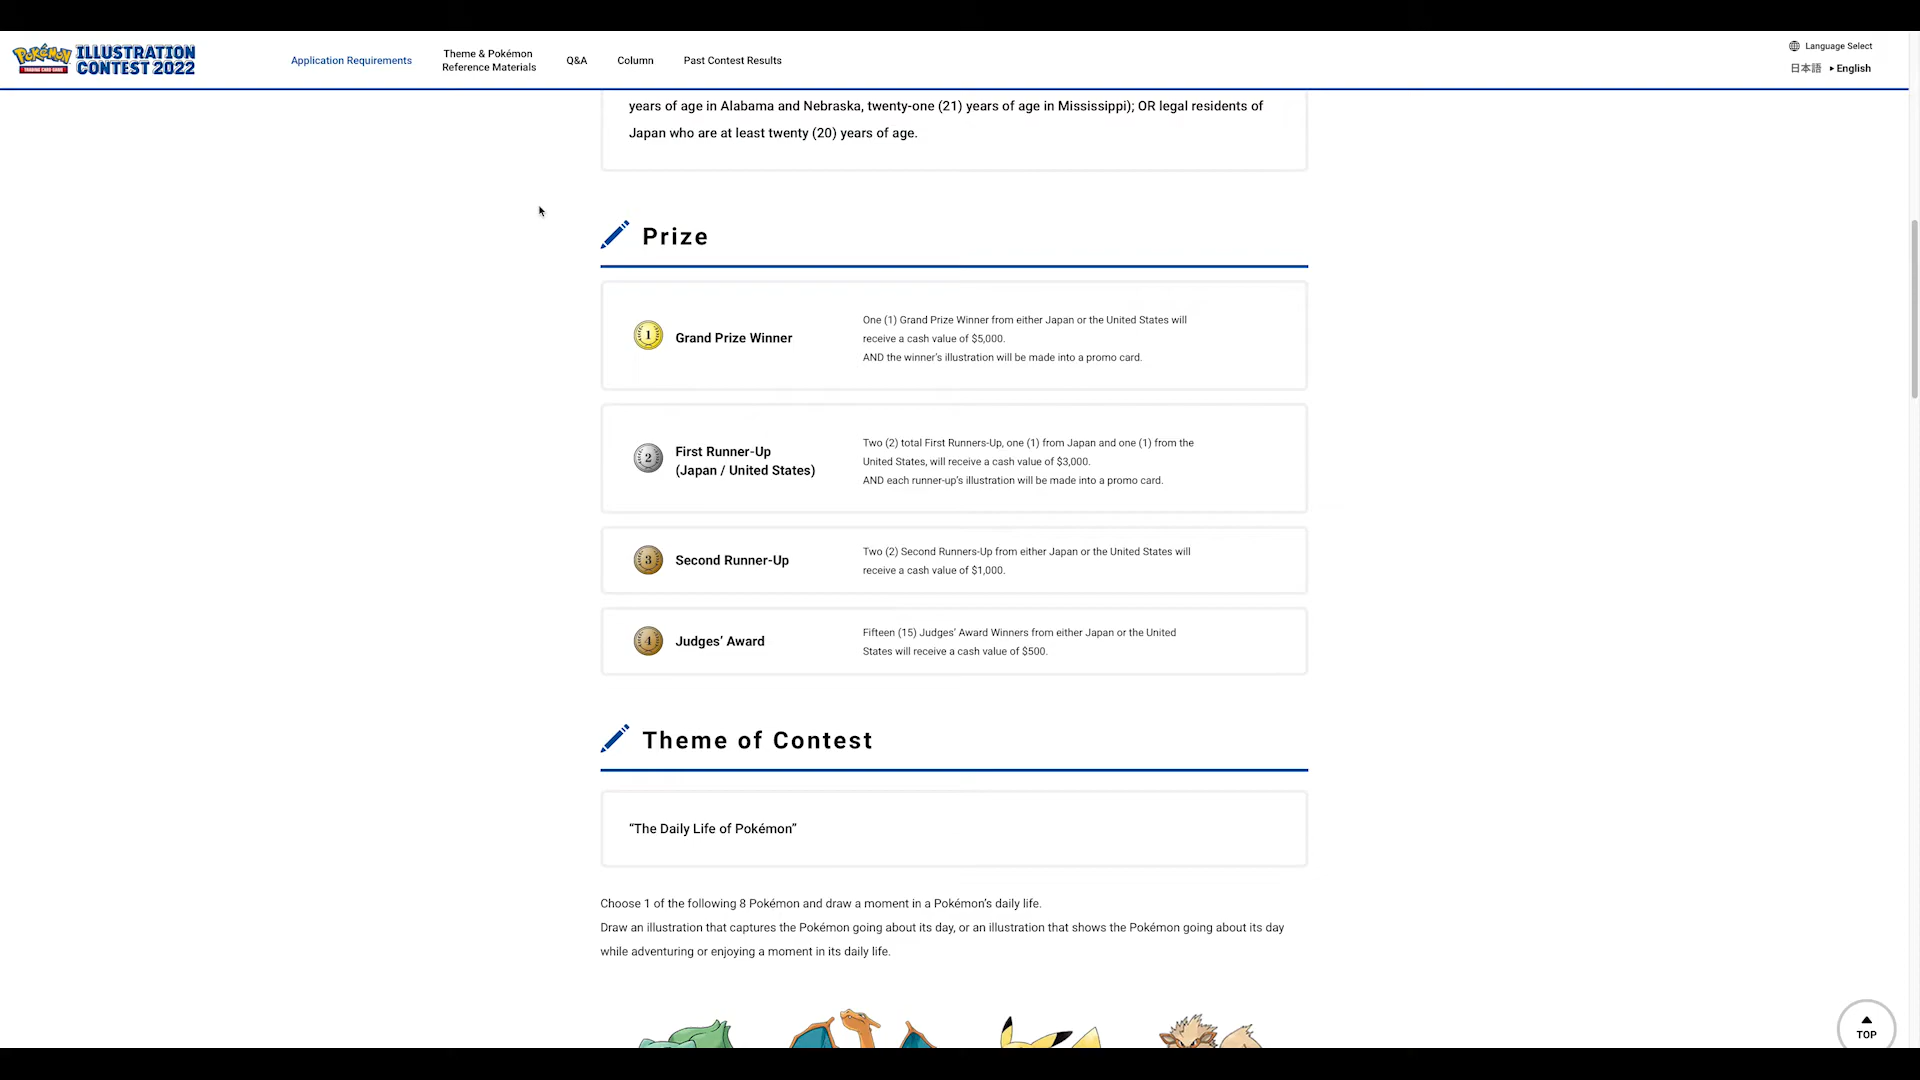 Pokémon
TRADING CARD GAME
ILLUSTRATION
CONTEST 2022
Application Requirements
Theme & Pokémon
Reference Materials
Q&A
Column
Past Contest Results
Language Select
日本語 ▸ English
years of age in Alabama and Nebraska, twenty-one (21) years of age in Mississippi); OR legal residents of
Japan who are at least twenty (20) years of age.
Prize
1
Grand Prize Winner
One (1) Grand Prize Winner from either Japan or the United States will
receive a cash value of $5,000.
AND the winner's illustration will be made into a promo card.
2
First Runner-Up
(Japan / United States)
Two (2) total First Runners-Up, one (1) from Japan and one (1) from the
United States, will receive a cash value of $3,000.
AND each runner-up's illustration will be made into a promo card.
3
Second Runner-Up
Two (2) Second Runners-Up from either Japan or the United States will
receive a cash value of $1,000.
4
Judges' Award
Fifteen (15) Judges' Award Winners from either Japan or the United
States will receive a cash value of $500.
Theme of Contest
“The Daily Life of Pokémon”
Choose 1 of the following 8 Pokémon and draw a moment in a Pokémon's daily life.
Draw an illustration that captures the Pokémon going about its day, or an illustration that shows the Pokémon going about its day
while adventuring or enjoying a moment in its daily life.
TOP